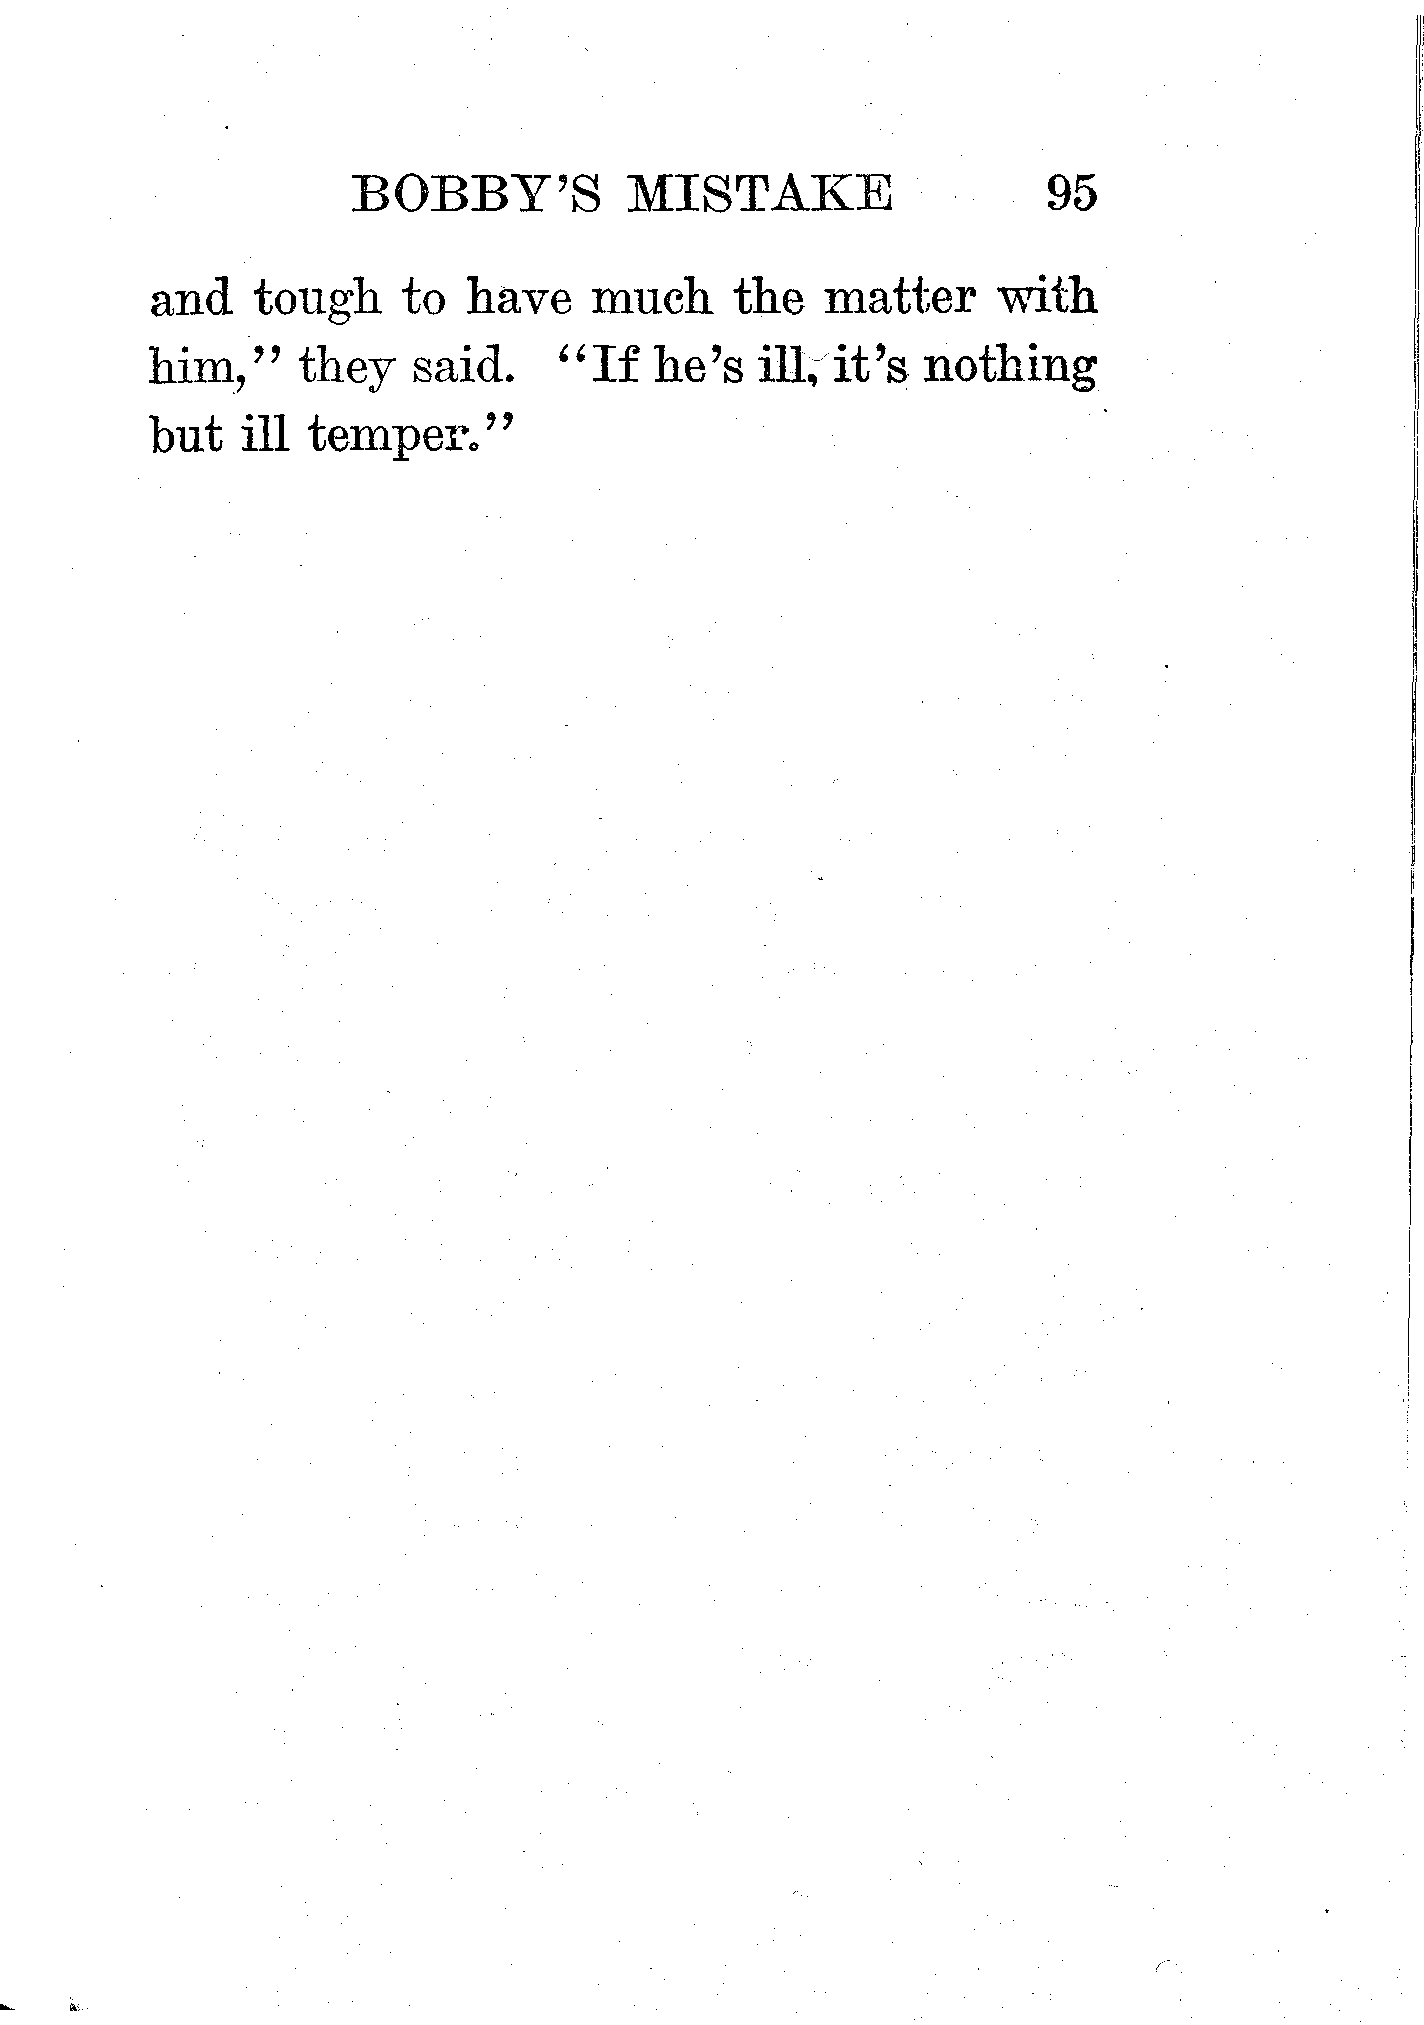 BOBBY'S MISTAKE 95
and tough to have much the matter with
him," they said. "If he's ill, it's nothing
but ill temper."